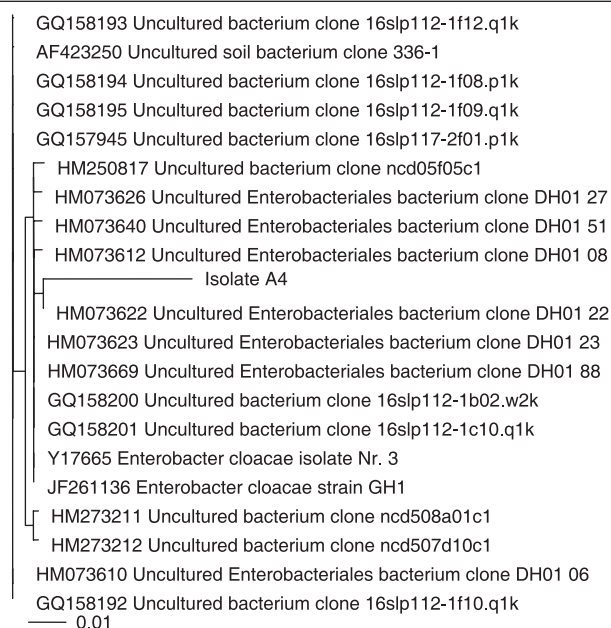 GQ158193 Uncultured bacterium clone 16slp112-1f12.q1k
AF423250 Uncultured soil bacterium clone 336-1
GQ158194 Uncultured bacterium clone 16slp112-1f08.p1k
GQ158195 Uncultured bacterium clone 16slp112-1f09.q1k
GQ157945 Uncultured bacterium clone 16slp117-2f01.p1k
HM250817 Uncultured bacterium clone ncd05f05c1
HM073626 Uncultured Enterobacteriales bacterium clone DH01 27
HM073640 Uncultured Enterobacteriales bacterium clone DH01 51
HM073612 Uncultured Enterobacteriales bacterium clone DH01 08
Isolate A4
HM073622 Uncultured Enterobacteriales bacterium clone DH01 22
HM073623 Uncultured Enterobacteriales bacterium clone DH01 23
HM073669 Uncultured Enterobacteriales bacterium clone DH01 88
GQ158200 Uncultured bacterium clone 16slp112-1b02.w2k
GQ158201 Uncultured bacterium clone 16slp112-1c10.q1k
Y17665 Enterobacter cloacae isolate Nr. 3
JF261136 Enterobacter cloacae strain GH1
HM273211 Uncultured bacterium clone ncd508a01c1
HM273212 Uncultured bacterium clone ncd507d10c1
HM073610 Uncultured Enterobacteriales bacterium clone DH01 06
GQ158192 Uncultured bacterium clone 16slp112-1f10.q1k
0.01